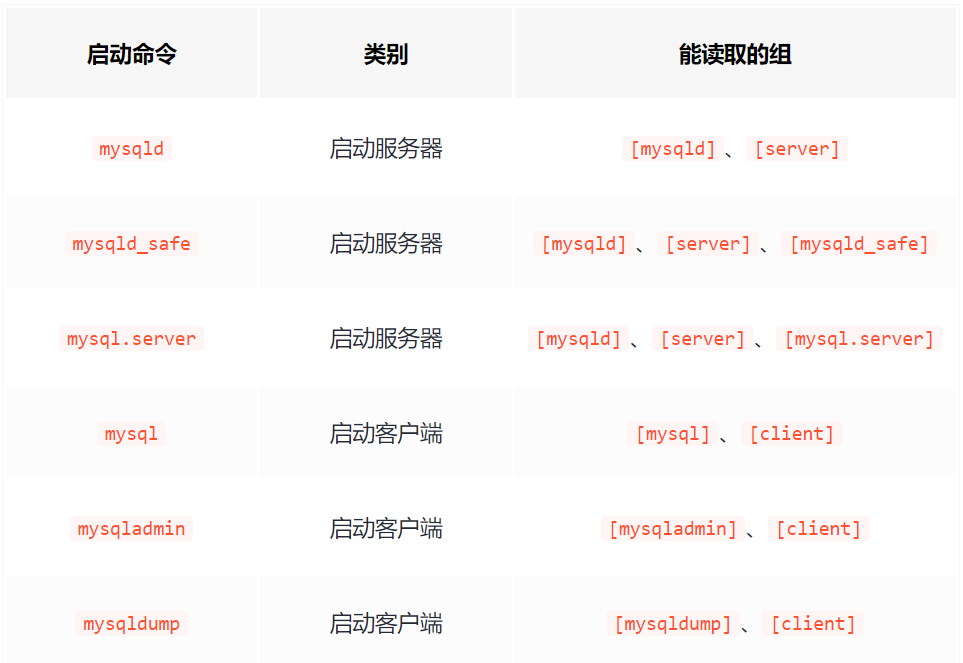 启动命令 类别 能读取的组
mysqld 启动服务器 [mysqld]、[server]
mysqld_safe 启动服务器 [mysqld]、[server]、[mysqld_safe]
mysql.server 启动服务器 [mysqld]、[server]、[mysql.server]
mysql 启动客户端 [mysql]、[client]
mysqladmin 启动客户端 [mysqladmin]、[client]
mysqldump 启动客户端 [mysqldump]、[client]